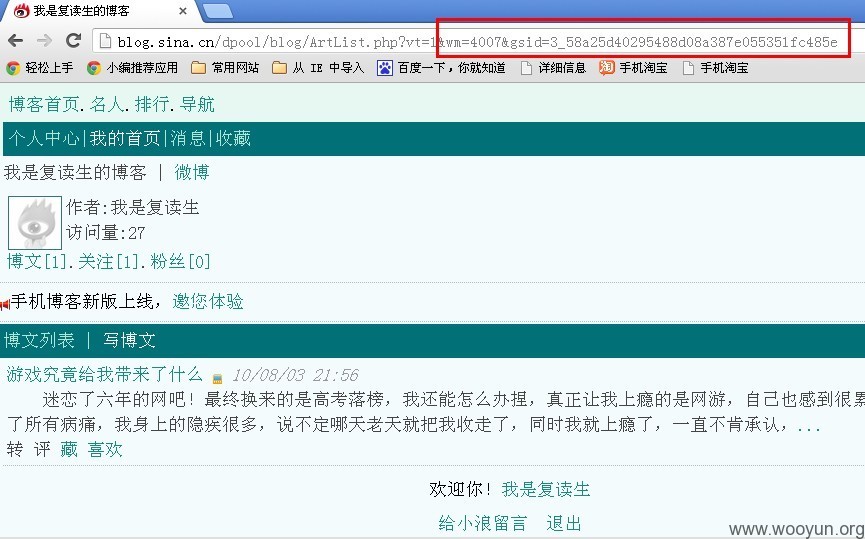 我是复读生的博客
blog.sina.cn/dpool/blog/ArtList.php?vt=1&wm=4007&gsid=3_58a25d40295488d08a387e055351fc485e
轻松上手 小编推荐应用 常用网站 从 IE 中导入 百度一下，你就知道 详细信息 手机淘宝 手机淘宝
博客首页.名人.排行.导航
个人中心|我的首页|消息|收藏
我是复读生的博客 | 微博
作者:我是复读生
访问量:27
博文[1].关注[1].粉丝[0]
手机博客新版上线，邀您体验
博文列表 | 写博文
游戏究竟给我带来了什么 10/08/03 21:56
迷恋了六年的网吧！最终换来的是高考落榜，我还能怎么办捏，真正让我上瘾的是网游，自己也感到很累
了所有病痛，我身上的隐疾很多，说不定哪天老天就把我收走了，同时我就上瘾了，一直不肯承认，...
转 评 藏 喜欢
欢迎你！我是复读生
给小浪留言 退出
www.wooyun.org